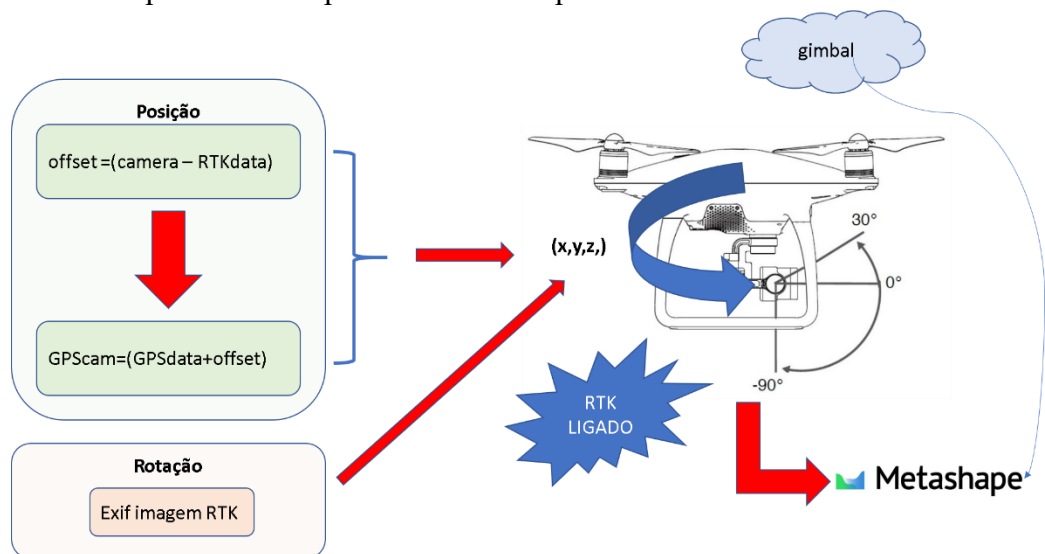 gimbal
Posição
offset =(camera – RTKdata)
GPScam=(GPSdata+offset)
(x,y,z,)
30°
0°
-90°
RTK
LIGADO
Rotação
Exif imagem RTK
Metashape